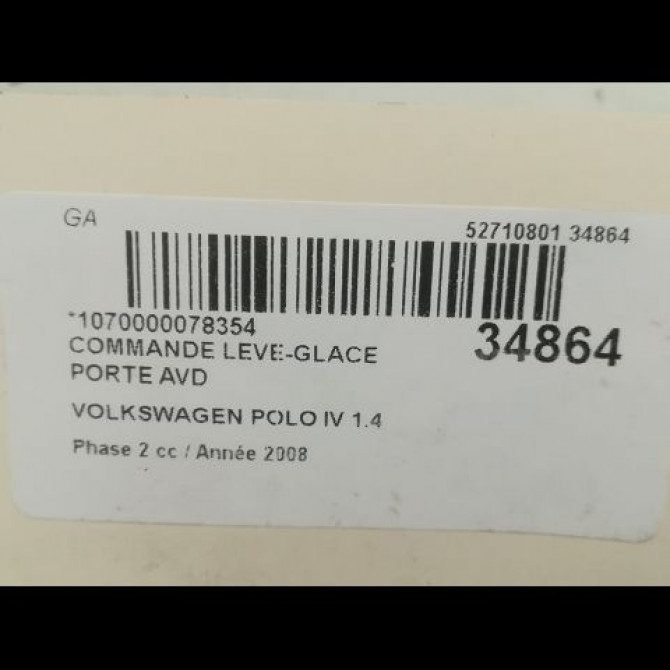 GA
52710801 34864
*1070000078354
34864
COMMANDE LEVE-GLACE
PORTE AVD
VOLKSWAGEN POLO IV 1.4
Phase 2 cc / Année 2008